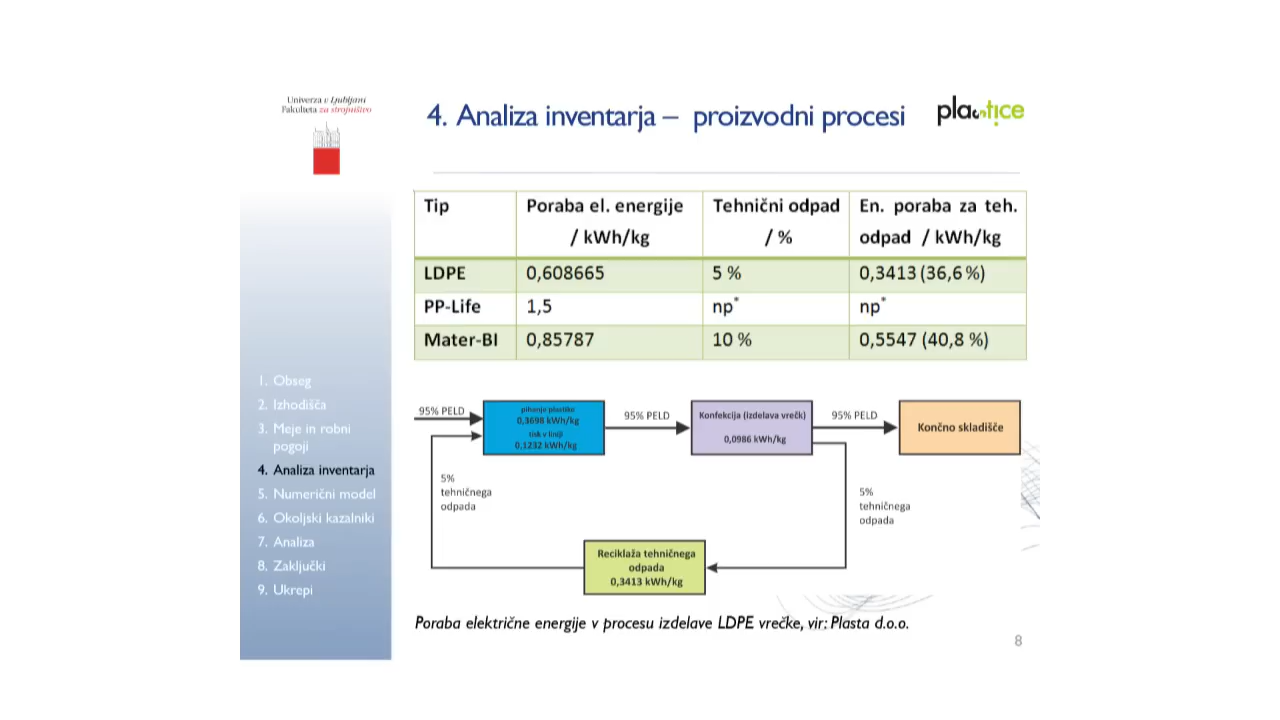 Univerza v Ljubljani
Fakulteta za strojništvo
4. Analiza inventarja – proizvodni procesi
plastice
Tip
Poraba el. energije
/ kWh/kg
Tehnični odpad
/ %
En. poraba za teh.
odpad / kWh/kg
LDPE
0,608665
5 %
0,3413 (36,6 %)
PP-Life
1,5
np*
np*
Mater-BI
0,85787
10 %
0,5547 (40,8 %)
1. Obseg
2. Izhodišča
3. Meje in robni
pogoji
4. Analiza inventarja
5. Numerični model
6. Okoljski kazalniki
7. Analiza
8. Zaključki
9. Ukrepi
95% PELD
pihanje plastike
0,3698 kWh/kg
tisk v liniji
0,1232 kWh/kg
95% PELD
Konfekcija (izdelava vrečk)
0,0986 kWh/kg
95% PELD
Končno skladišče
5%
tehničnega
odpada
5%
tehničnega
odpada
Reciklaža tehničnega
odpada
0,3413 kWh/kg
Poraba električne energije v procesu izdelave LDPE vrečke, vir: Plasta d.o.o.
8